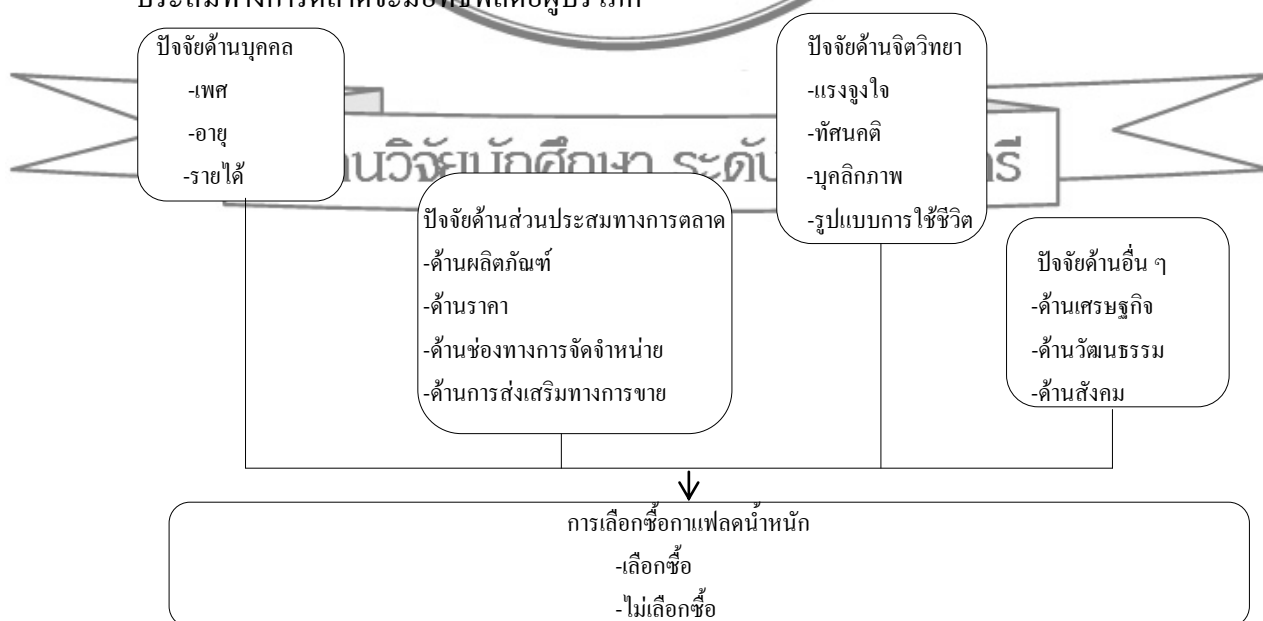 ปัจจัยด้านบุคคล
-เพศ
-อายุ
-รายได้
ปัจจัยด้านจิตวิทยา
-แรงจูงใจ
-ทัศนคติ
-บุคลิกภาพ
-รูปแบบการใช้ชีวิต
ปัจจัยด้านส่วนประสมทางการตลาด
-ด้านผลิตภัณฑ์
-ด้านราคา
-ด้านช่องทางการจัดจำหน่าย
-ด้านการส่งเสริมทางการขาย
ปัจจัยด้านอื่น ๆ
-ด้านเศรษฐกิจ
-ด้านวัฒนธรรม
-ด้านสังคม
การเลือกซื้อกาแฟลดน้ำหนัก
-เลือกซื้อ
-ไม่เลือกซื้อ